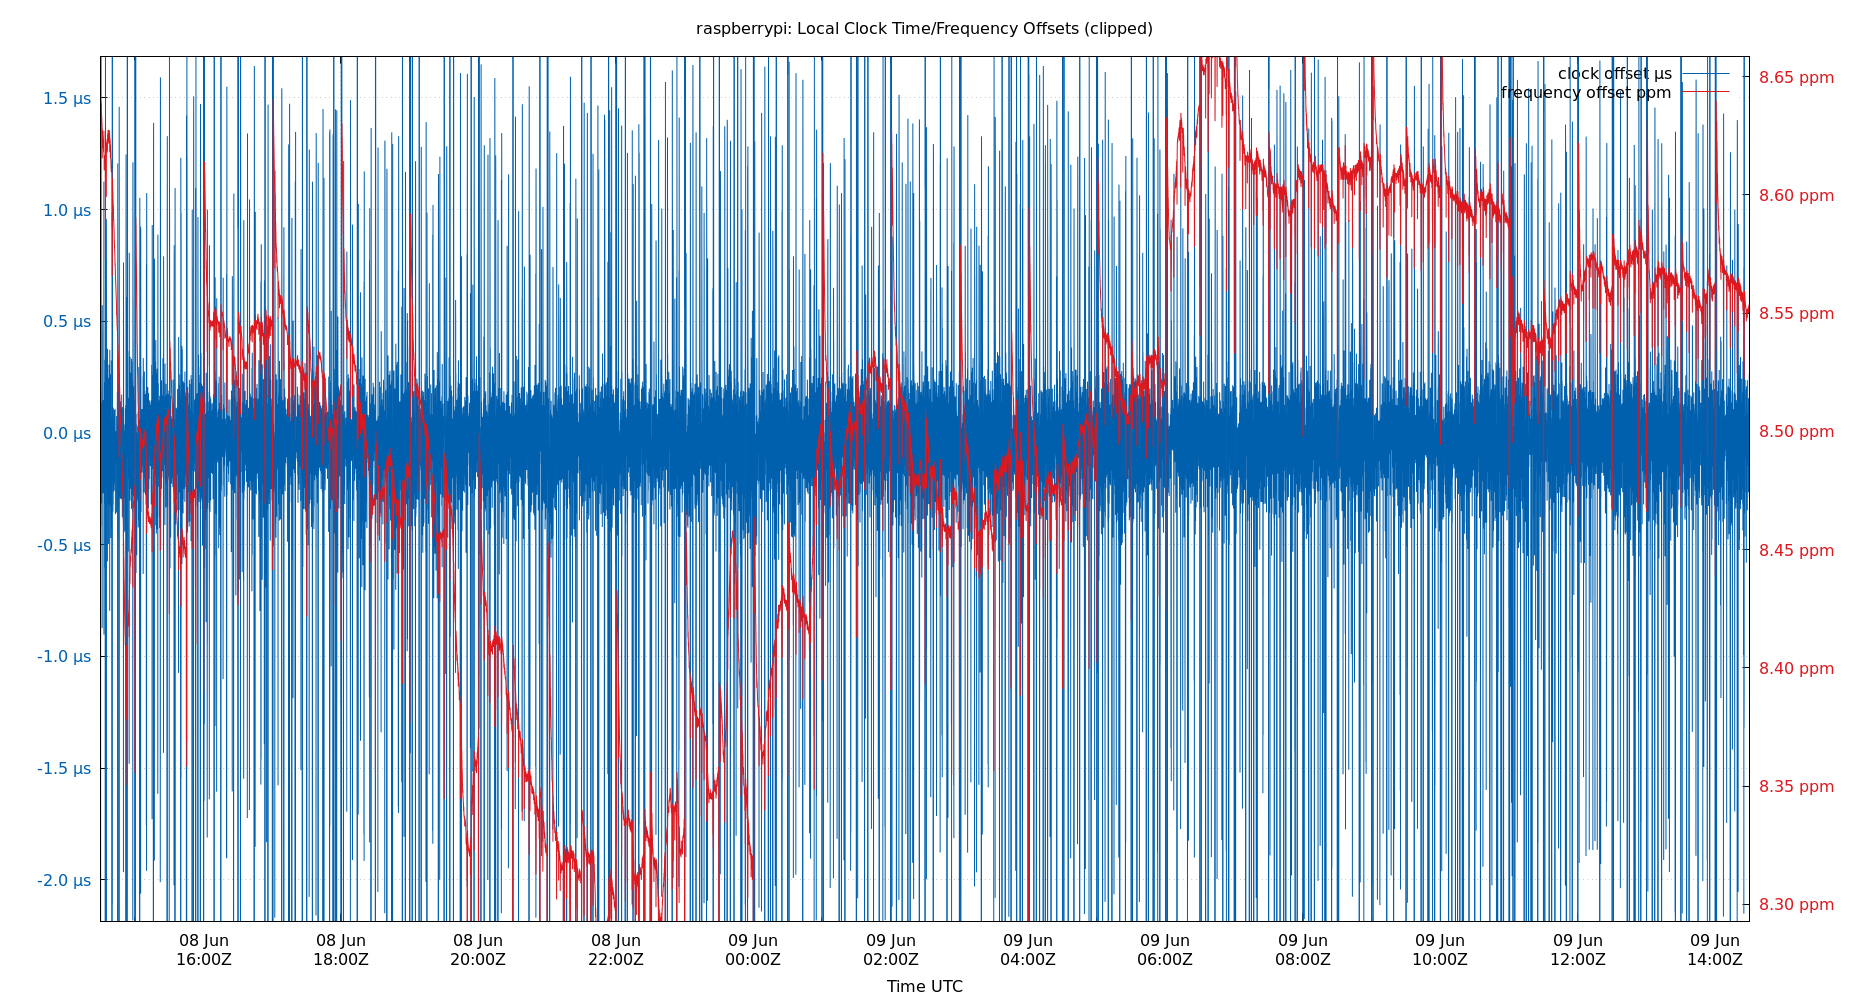 raspberrypi: Local Clock Time/Frequency Offsets (clipped)
clock offset µs
frequency offset ppm
1.5 µs
1.0 µs
0.5 µs
0.0 µs
-0.5 µs
-1.0 µs
-1.5 µs
-2.0 µs
8.65 ppm
8.60 ppm
8.55 ppm
8.50 ppm
8.45 ppm
8.40 ppm
8.35 ppm
8.30 ppm
08 Jun 08 Jun 08 Jun 08 Jun 09 Jun 09 Jun 09 Jun 09 Jun 09 Jun 09 Jun 09 Jun 09 Jun
16:00Z 18:00Z 20:00Z 22:00Z 00:00Z 02:00Z 04:00Z 06:00Z 08:00Z 10:00Z 12:00Z 14:00Z
Time UTC